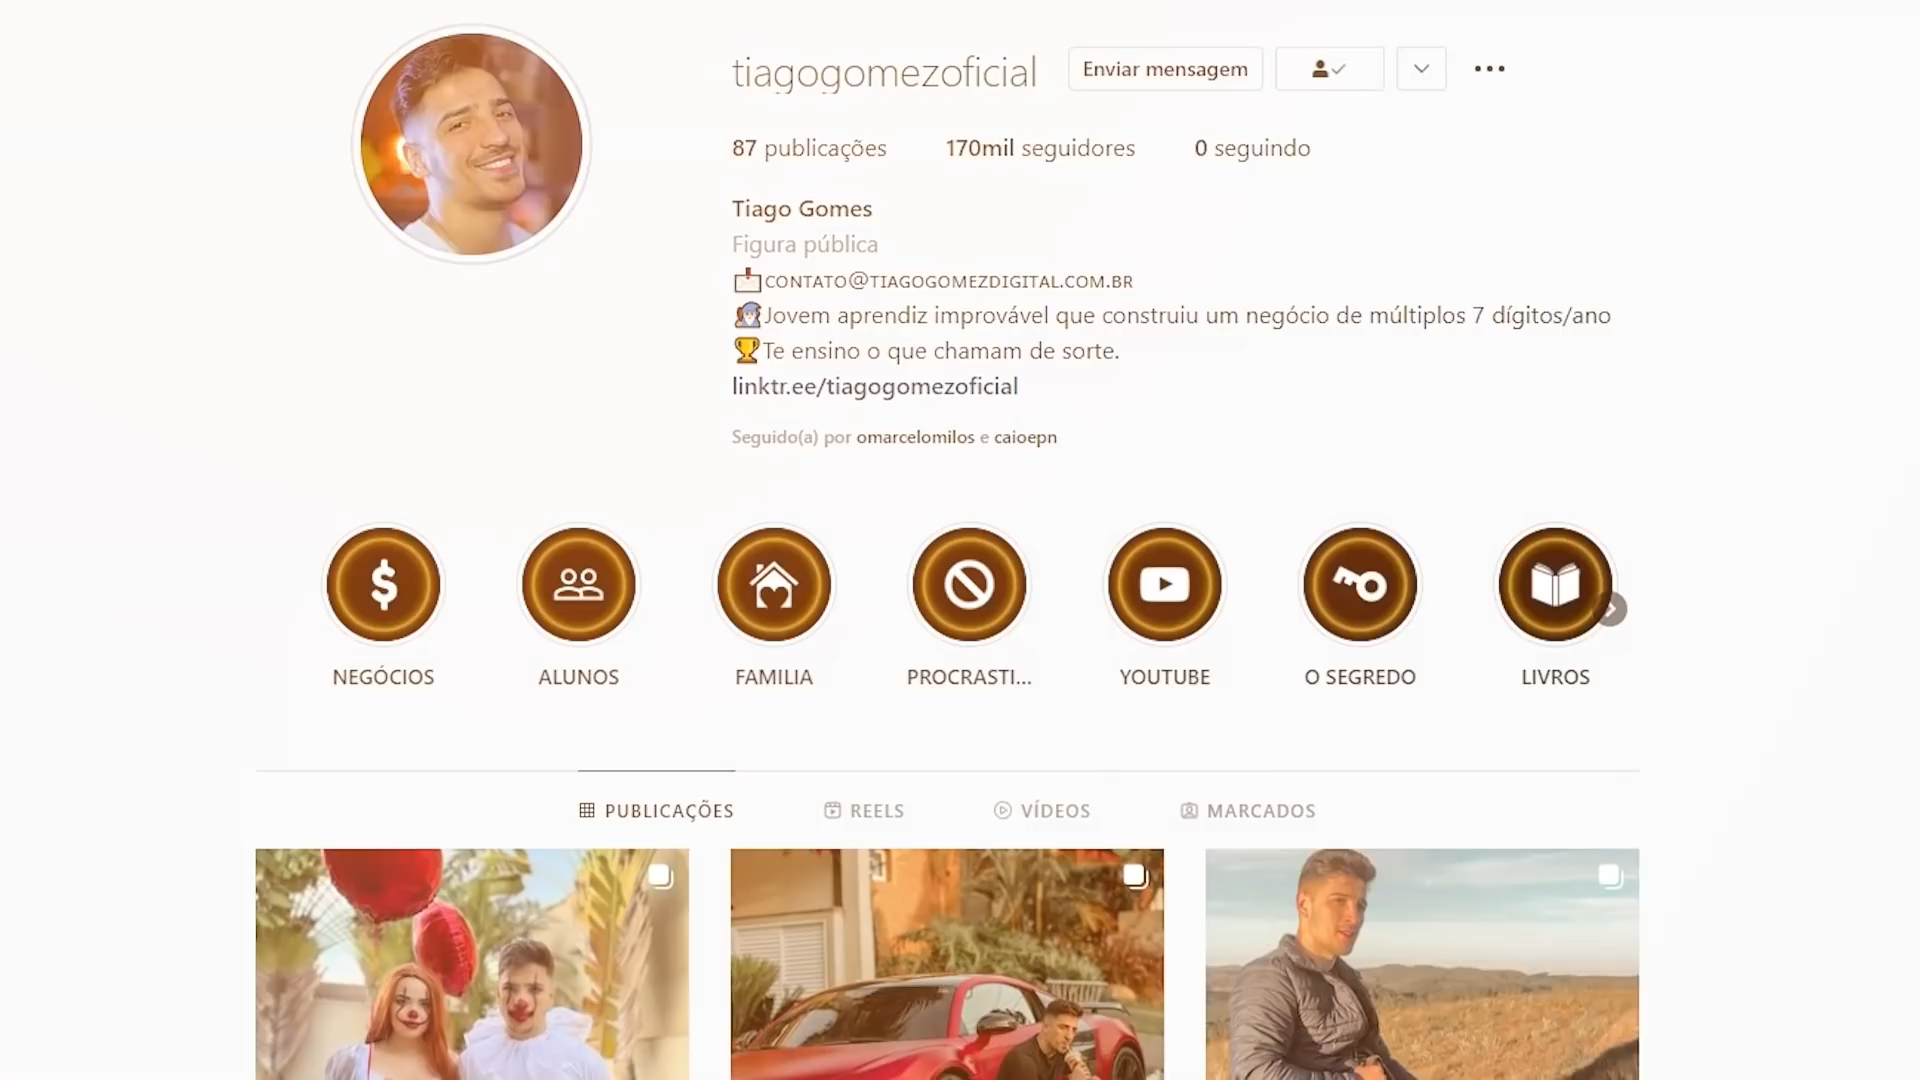 tiagogomezoficial Enviar mensagem
87 publicações 170mil seguidores 0 seguindo
Tiago Gomes
Figura pública
CONTATO@TIAGOGOMEZDIGITAL.COM.BR
Jovem aprendiz improvável que construiu um negócio de múltiplos 7 dígitos/ano
Te ensino o que chamam de sorte.
linktr.ee/tiagogomezoficial
Seguido(a) por omarcelomilos e caioepn
NEGÓCIOS ALUNOS FAMILIA PROCRASTI... YOUTUBE O SEGREDO LIVROS
PUBLICAÇÕES REELS VÍDEOS MARCADOS